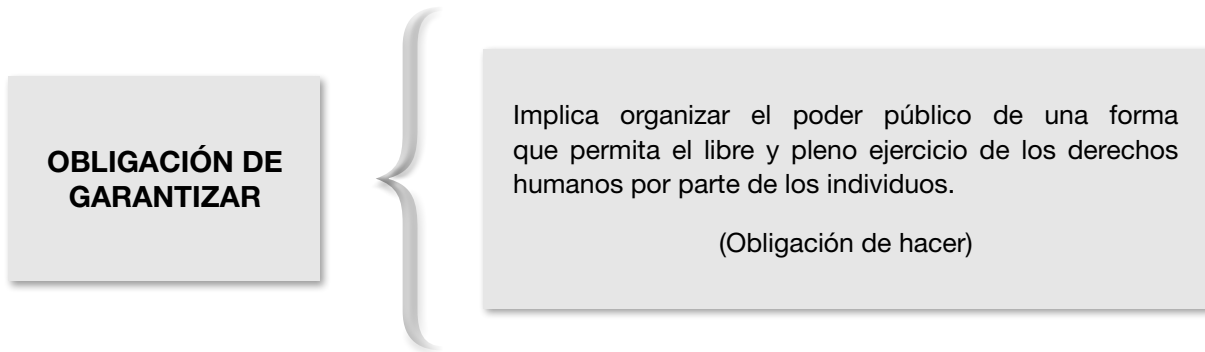 OBLIGACIÓN DE
GARANTIZAR
Implica organizar el poder público de una forma
que permita el libre y pleno ejercicio de los derechos
humanos por parte de los individuos.
(Obligación de hacer)